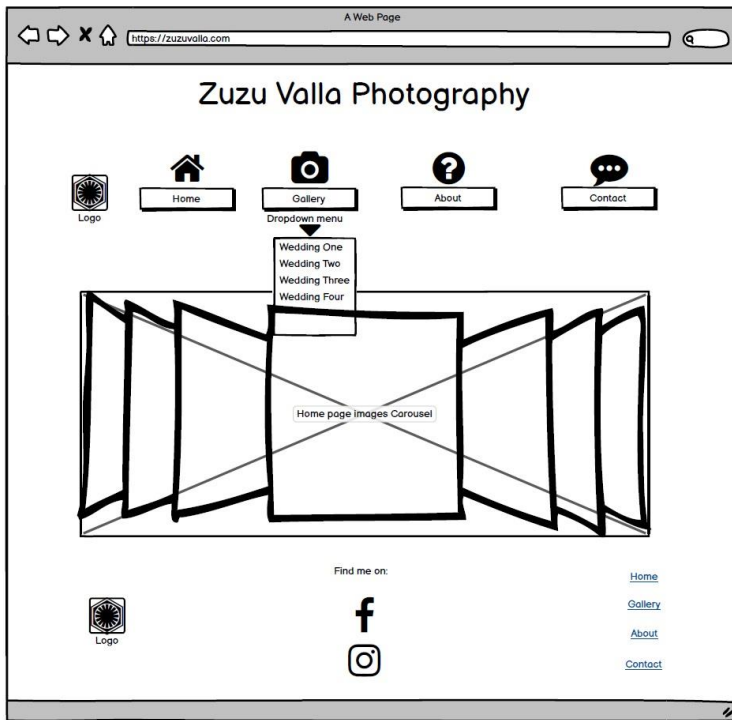 A Web Page
https://zuzuvalla.com
Zuzu Valla Photography
Logo
Home
Gallery
About
Contact
Dropdown menu
Wedding One
Wedding Two
Wedding Three
Wedding Four
Home page images Carousel
Find me on:
Logo
Home
Gallery
About
Contact